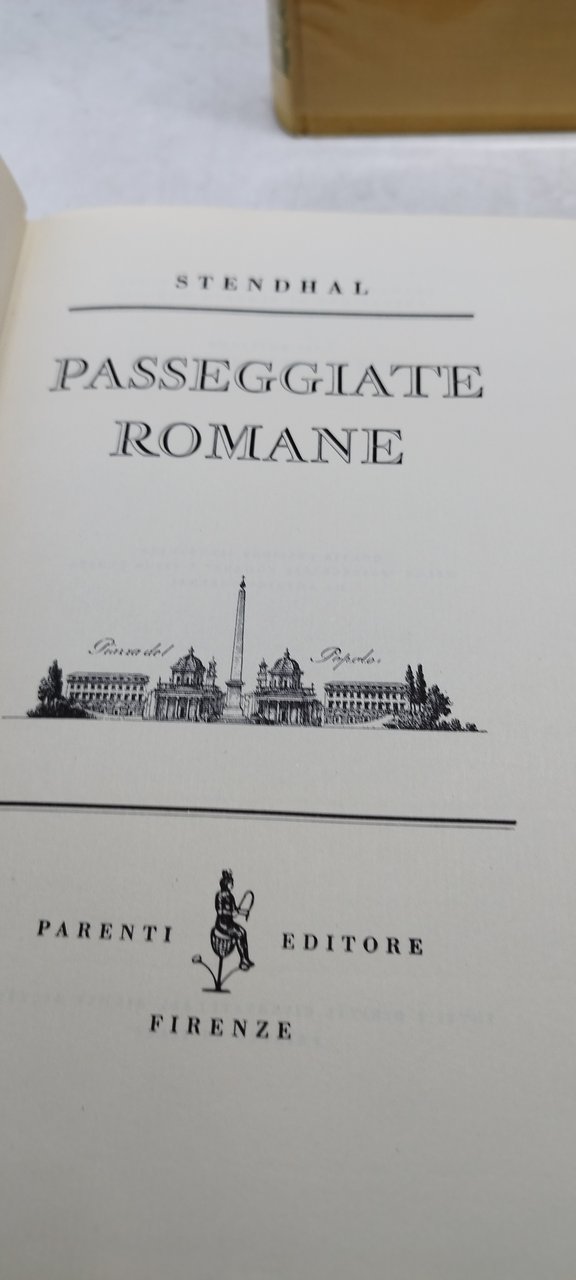 STENDHAL
PASSEGGIATE
ROMANE
Piazza del Popolo.
PARENTI EDITORE
FIRENZE